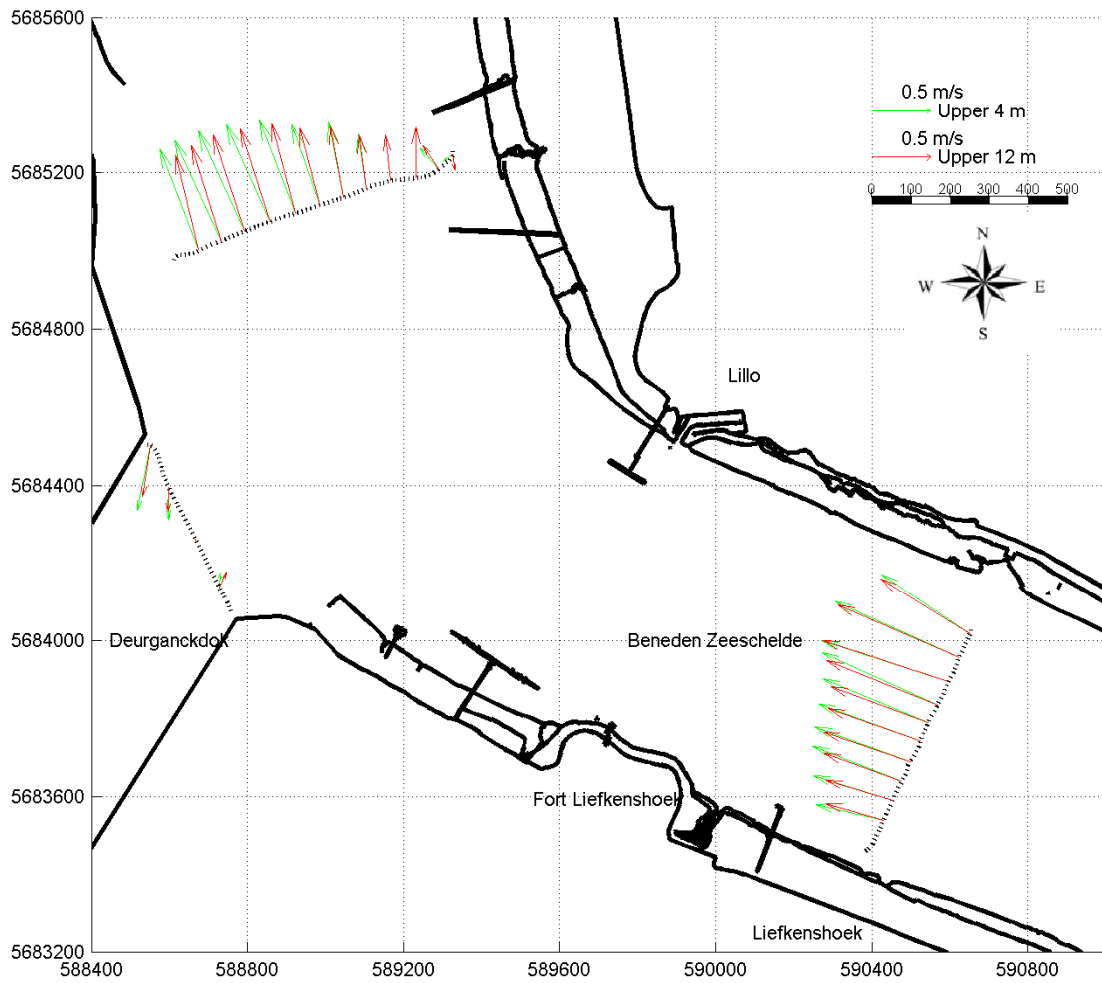 5685600
5685200
5684800
5684400
5684000
5683600
5683200
588400 588800 589200 589600 590000 590400 590800
0.5 m/s
Upper 4 m
0.5 m/s
Upper 12 m
0 100 200 300 400 500
N
W E
S
Lillo
Deurganckdok
Beneden Zeeschelde
Fort Liefkenshoek
Liefkenshoek